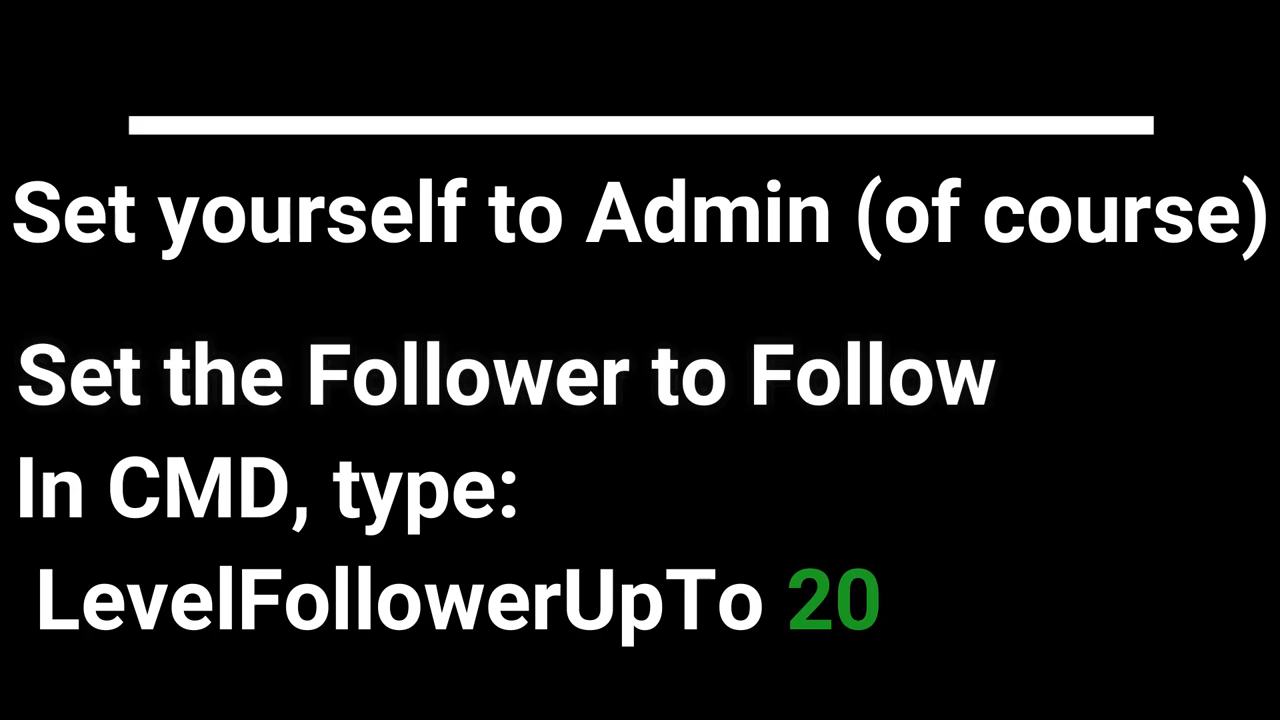 Set yourself to Admin (of course)
Set the Follower to Follow
In CMD, type:
LevelFollowerUpTo 20